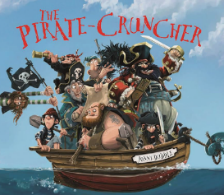 THE
PIRATE-CRUNCHER
JONNY DUDDLE